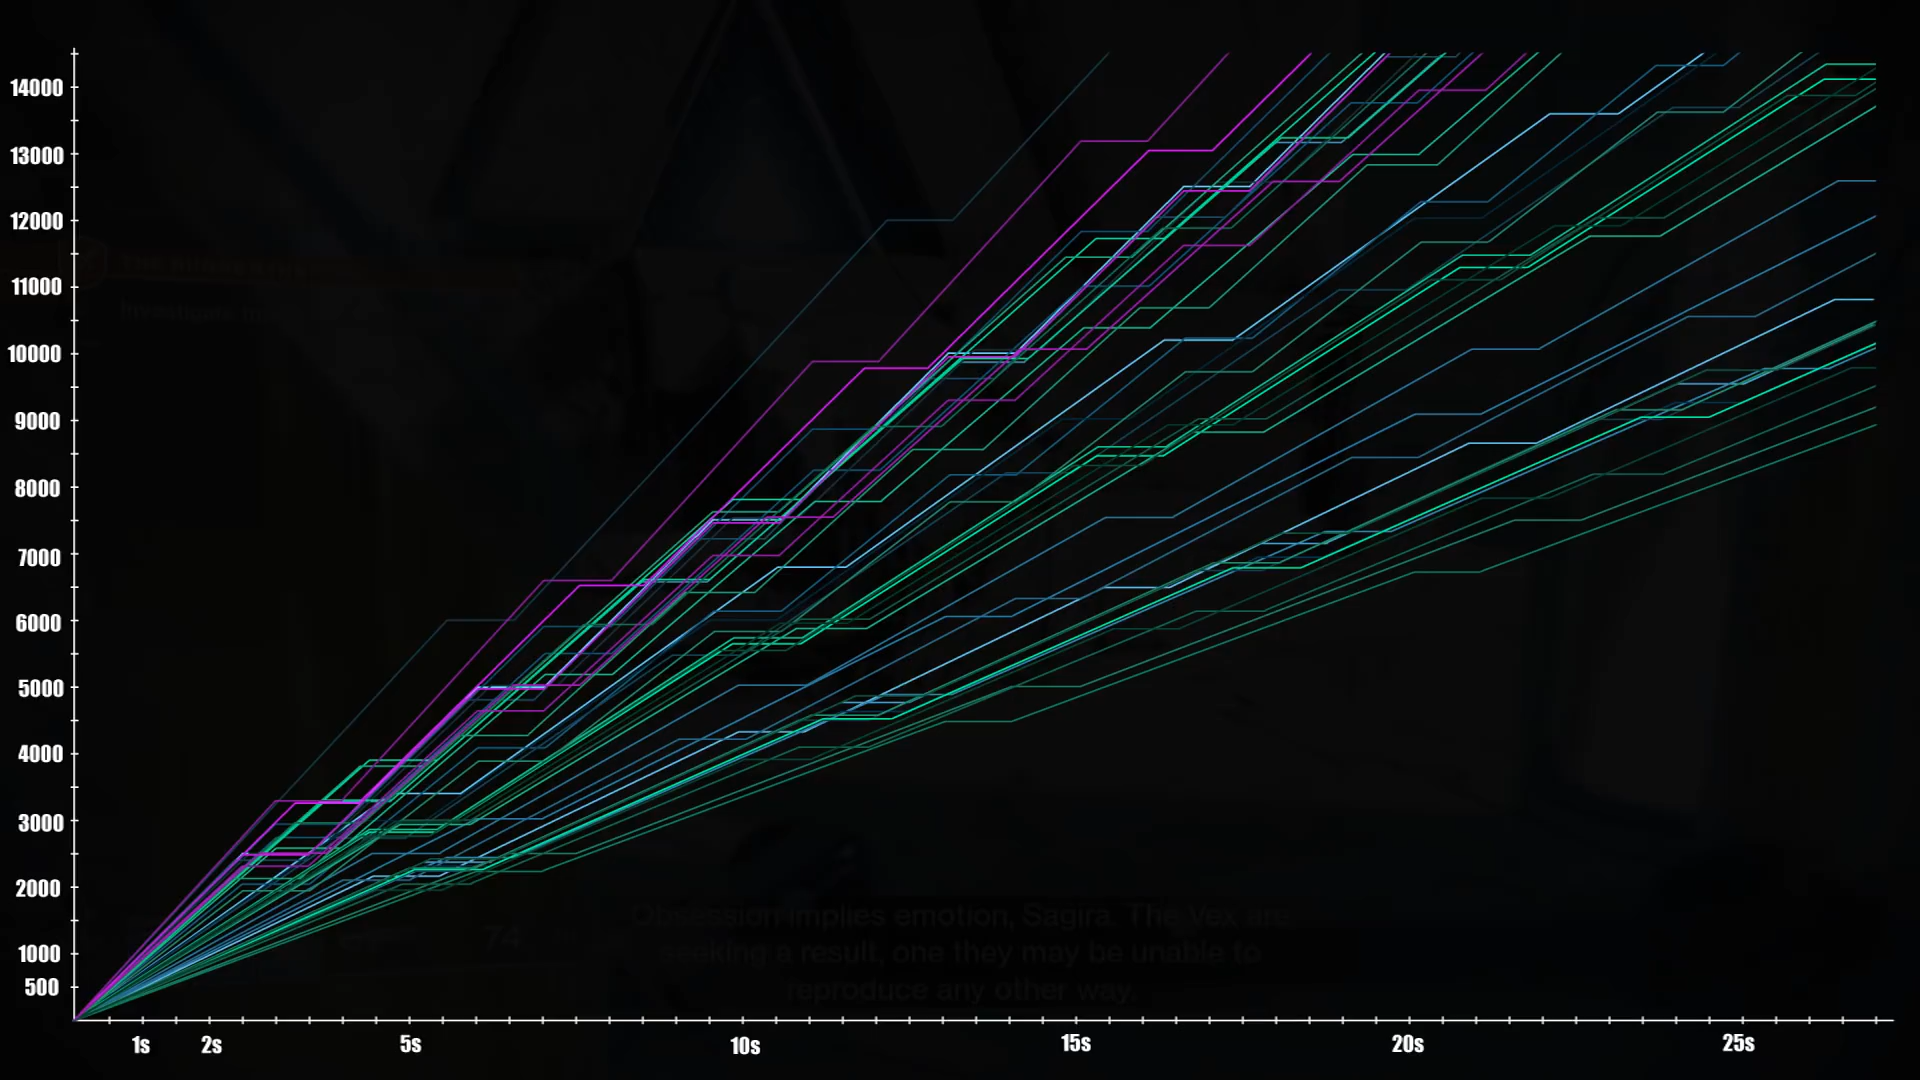 14000
13000
12000
11000
10000
9000
8000
7000
6000
5000
4000
3000
2000
1000
500
1s
2s
5s
10s
15s
20s
25s
Investigate
74
Obsession implies emotion, Sagira. The Vex are
seeking a result, one they may be unable to
reproduce any other way.